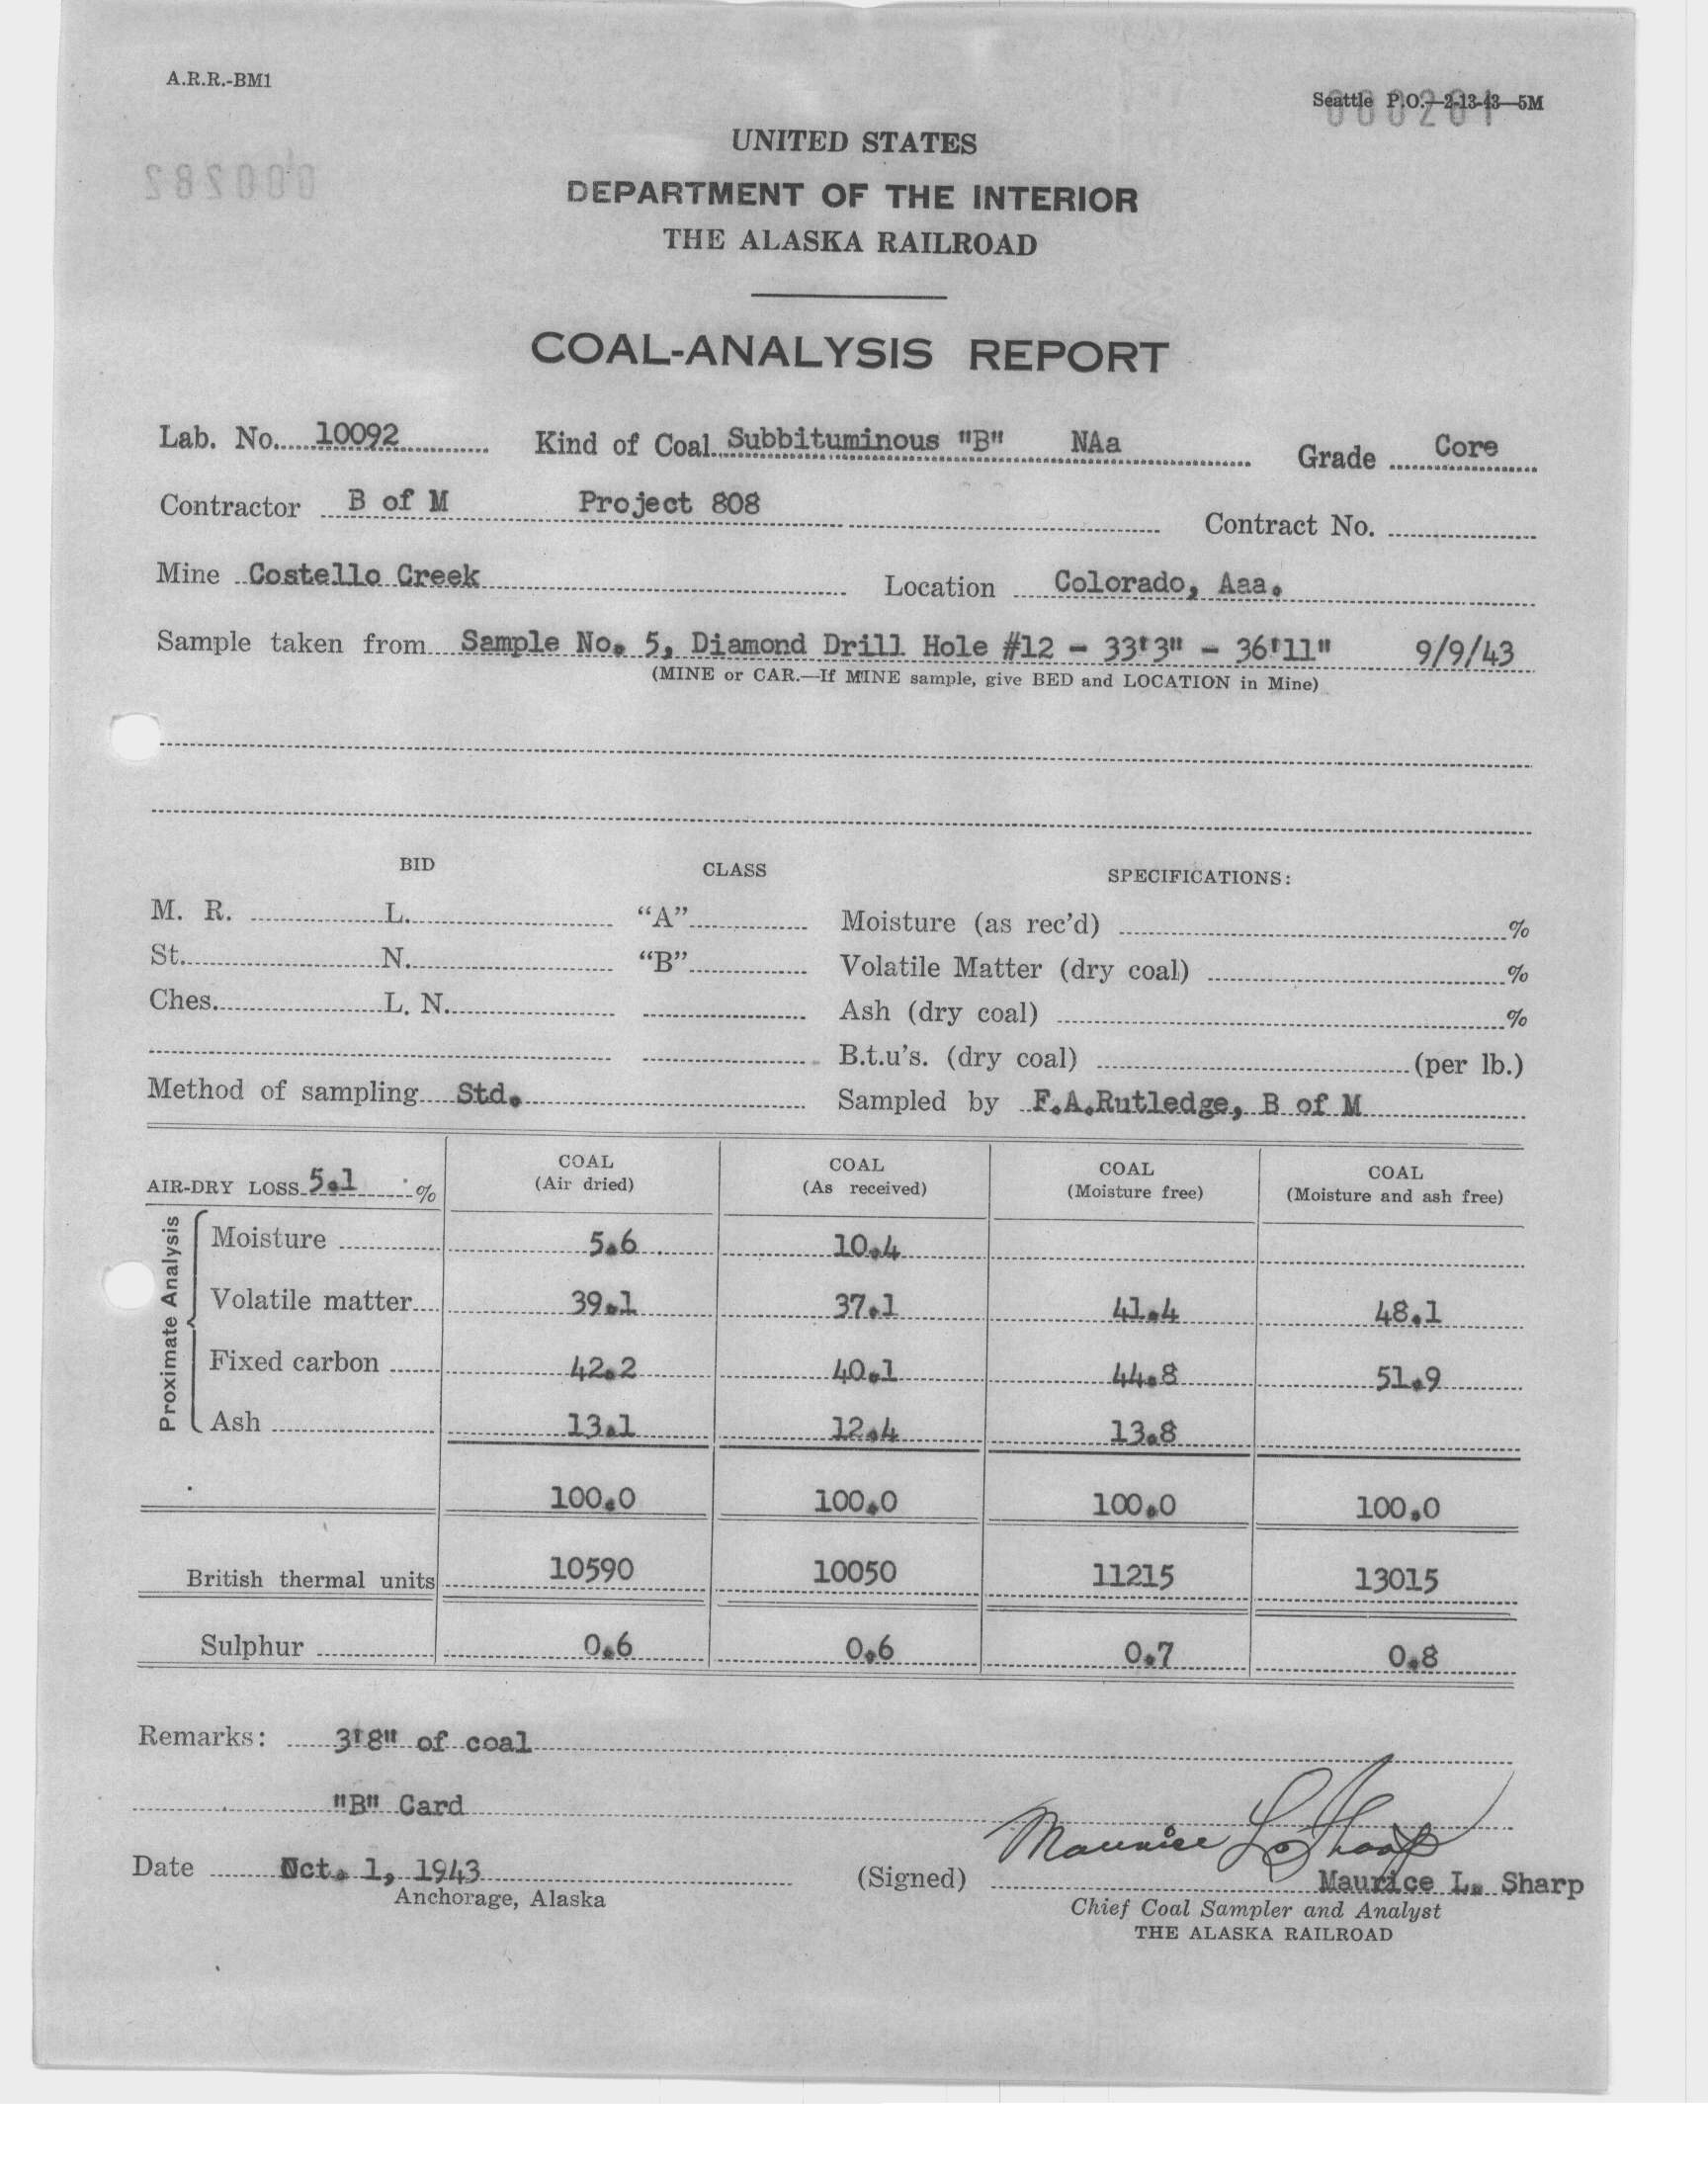 A.R.R.-BM1
Seattle P.O.—2-13-43—5M
000201
000282
UNITED STATES
DEPARTMENT OF THE INTERIOR
THE ALASKA RAILROAD
COAL-ANALYSIS REPORT
Lab. No. 10092 Kind of Coal Subbituminous "B" NAa Grade Core
Contractor B of M Project 808 Contract No.
Mine Costello Creek Location Colorado, Aaa.
Sample taken from Sample No. 5, Diamond Drill Hole #12 - 33'3" - 36'11" 9/9/43
(MINE or CAR.—If MINE sample, give BED and LOCATION in Mine)
BID CLASS SPECIFICATIONS:
M. R. L. "A" Moisture (as rec'd) %
St. N. "B" Volatile Matter (dry coal) %
Ches. L. N. Ash (dry coal) %
B.t.u's. (dry coal) (per lb.)
Method of sampling Std. Sampled by F.A.Rutledge, B of M
AIR-DRY LOSS 5.1 % COAL (Air dried) COAL (As received) COAL (Moisture free) COAL (Moisture and ash free)
Proximate Analysis
Moisture 5.6 10.4
Volatile matter 39.1 37.1 41.4 48.1
Fixed carbon 42.2 40.1 44.8 51.9
Ash 13.1 12.4 13.8
100.0 100.0 100.0 100.0
British thermal units 10590 10050 11215 13015
Sulphur 0.6 0.6 0.7 0.8
Remarks: 3'8" of coal
"B" Card
Maurice L. Sharp
Date Oct. 1, 1943 (Signed) Maurice L. Sharp
Anchorage, Alaska
Chief Coal Sampler and Analyst
THE ALASKA RAILROAD